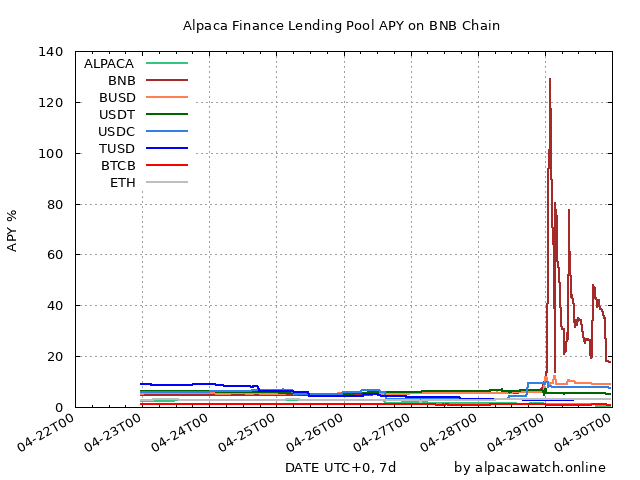 Alpaca Finance Lending Pool APY on BNB Chain
140
120
100
80
60
40
20
0
APY %
ALPACA
BNB
BUSD
USDT
USDC
TUSD
BTCB
ETH
04-22T00
04-23T00
04-24T00
04-25T00
04-26T00
04-27T00
04-28T00
04-29T00
04-30T00
DATE UTC+0, 7d
by alpacawatch.online